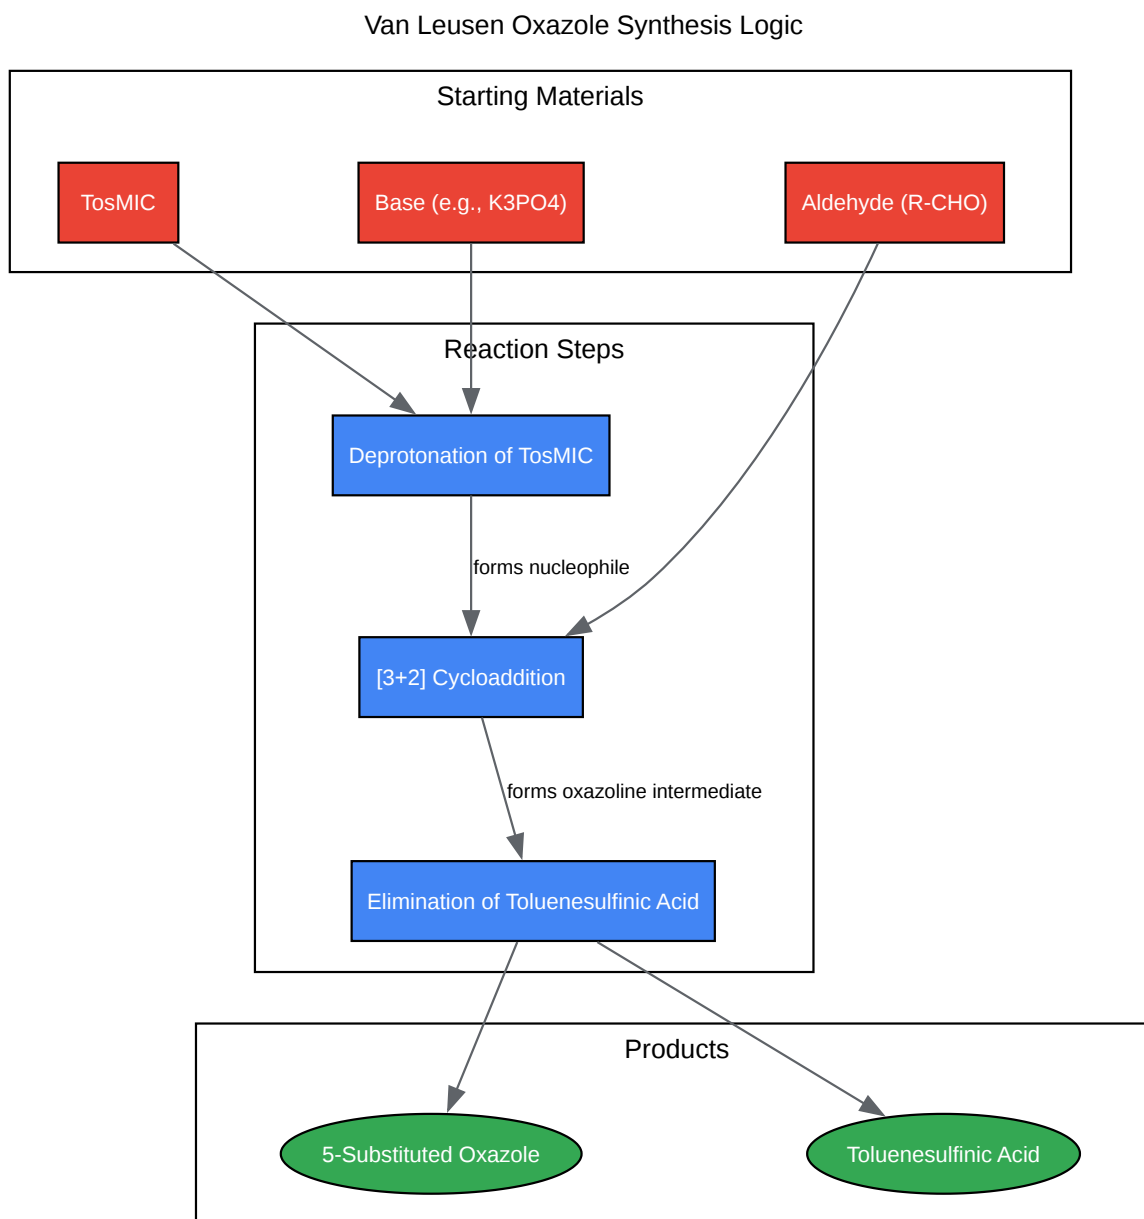 Van Leusen Oxazole Synthesis Logic
Starting Materials
TosMIC
Base (e.g., K3PO4)
Aldehyde (R-CHO)
Reaction Steps
Deprotonation of TosMIC
forms nucleophile
[3+2] Cycloaddition
forms oxazoline intermediate
Elimination of Toluenesulfinic Acid
Products
5-Substituted Oxazole
Toluenesulfinic Acid